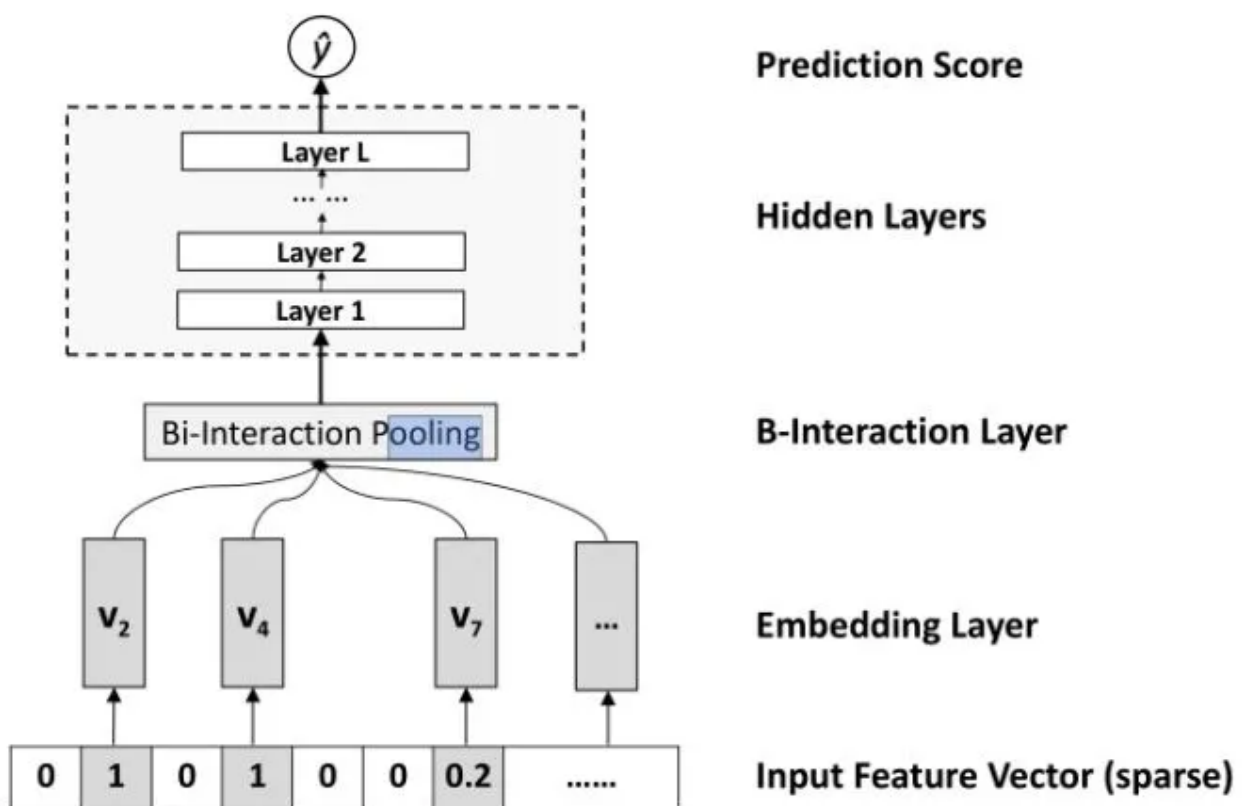 ŷ Prediction Score
Layer L
... ...
Hidden Layers
Layer 2
Layer 1
Bi-Interaction Pooling B-Interaction Layer
V2 V4 V7 ... Embedding Layer
0 1 0 1 0 0 0.2 ...... Input Feature Vector (sparse)